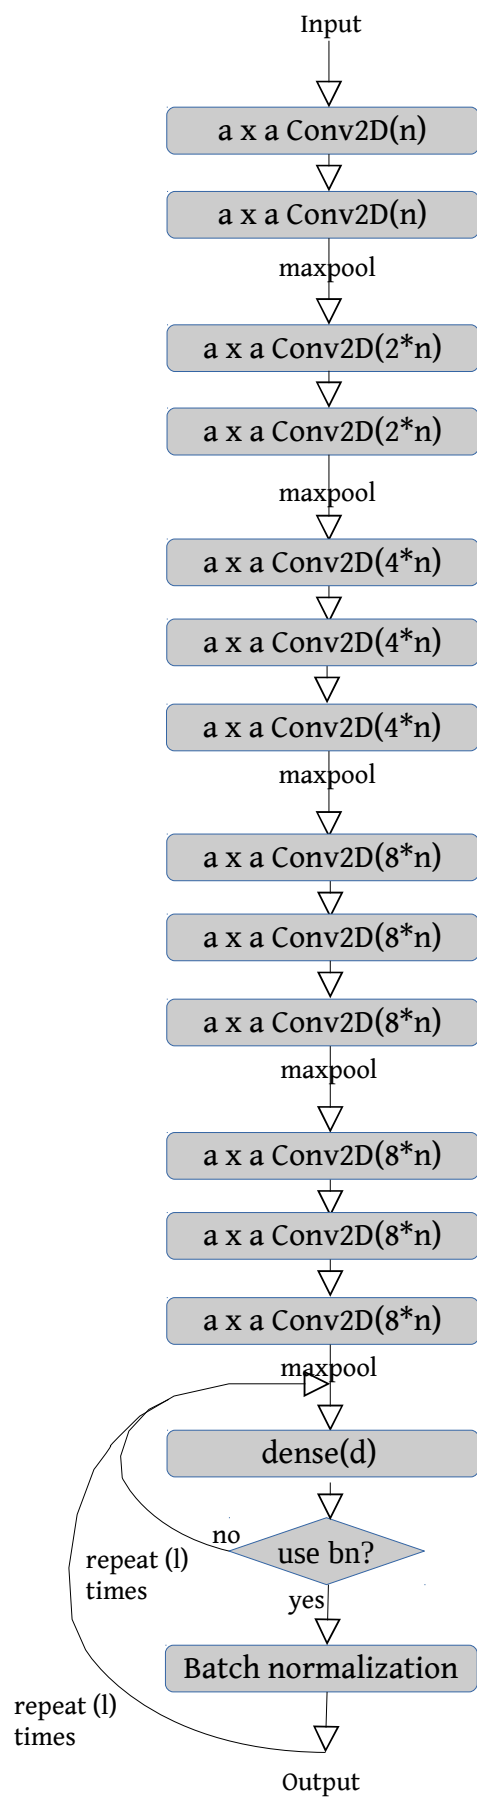 Input
a x a Conv2D(n)
a x a Conv2D(n)
maxpool
a x a Conv2D(2*n)
a x a Conv2D(2*n)
maxpool
a x a Conv2D(4*n)
a x a Conv2D(4*n)
a x a Conv2D(4*n)
maxpool
a x a Conv2D(8*n)
a x a Conv2D(8*n)
a x a Conv2D(8*n)
maxpool
a x a Conv2D(8*n)
a x a Conv2D(8*n)
a x a Conv2D(8*n)
maxpool
dense(d)
no
use bn?
repeat (l)
times
yes
Batch normalization
repeat (l)
times
Output